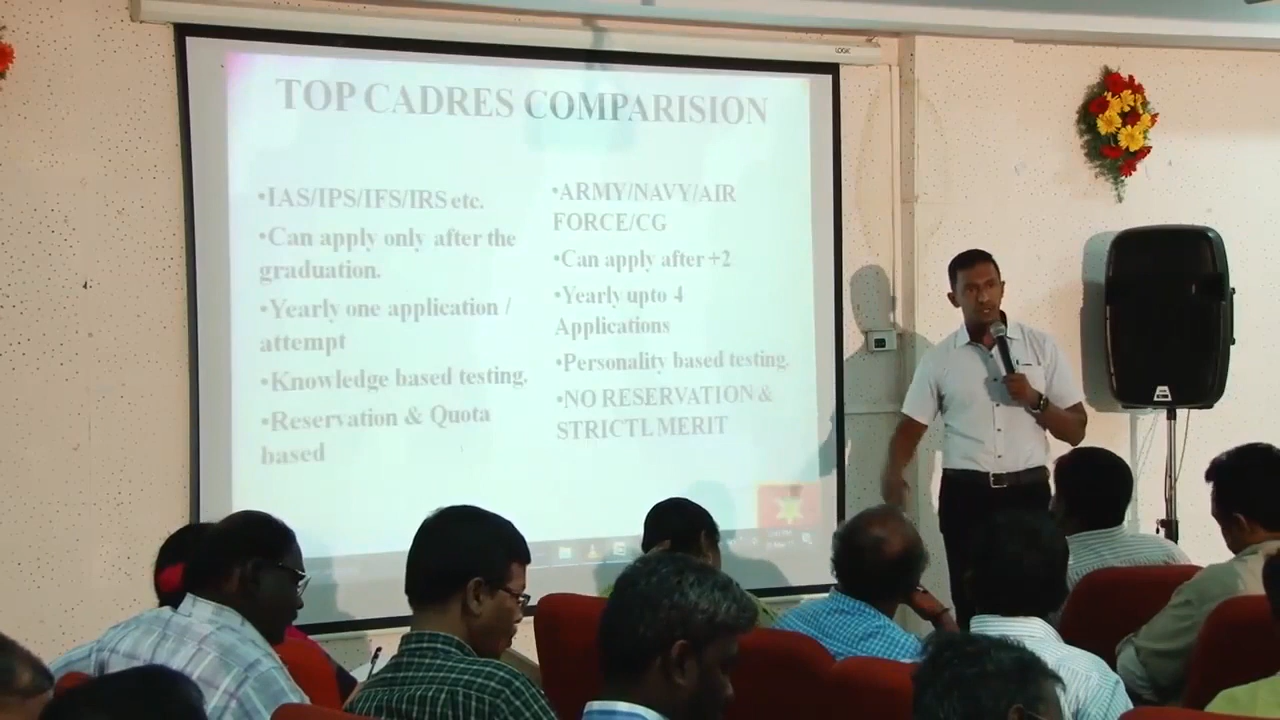 TOP CADRES COMPARISION
•IAS/IPS/IFS/IRS etc.
•Can apply only after the
graduation.
•Yearly one application /
attempt
•Knowledge based testing.
•Reservation & Quota
based
•ARMY/NAVY/AIR
FORCE/CG
•Can apply after +2
•Yearly upto 4
Applications
•Personality based testing.
•NO RESERVATION &
STRICTL MERIT
LOGIC